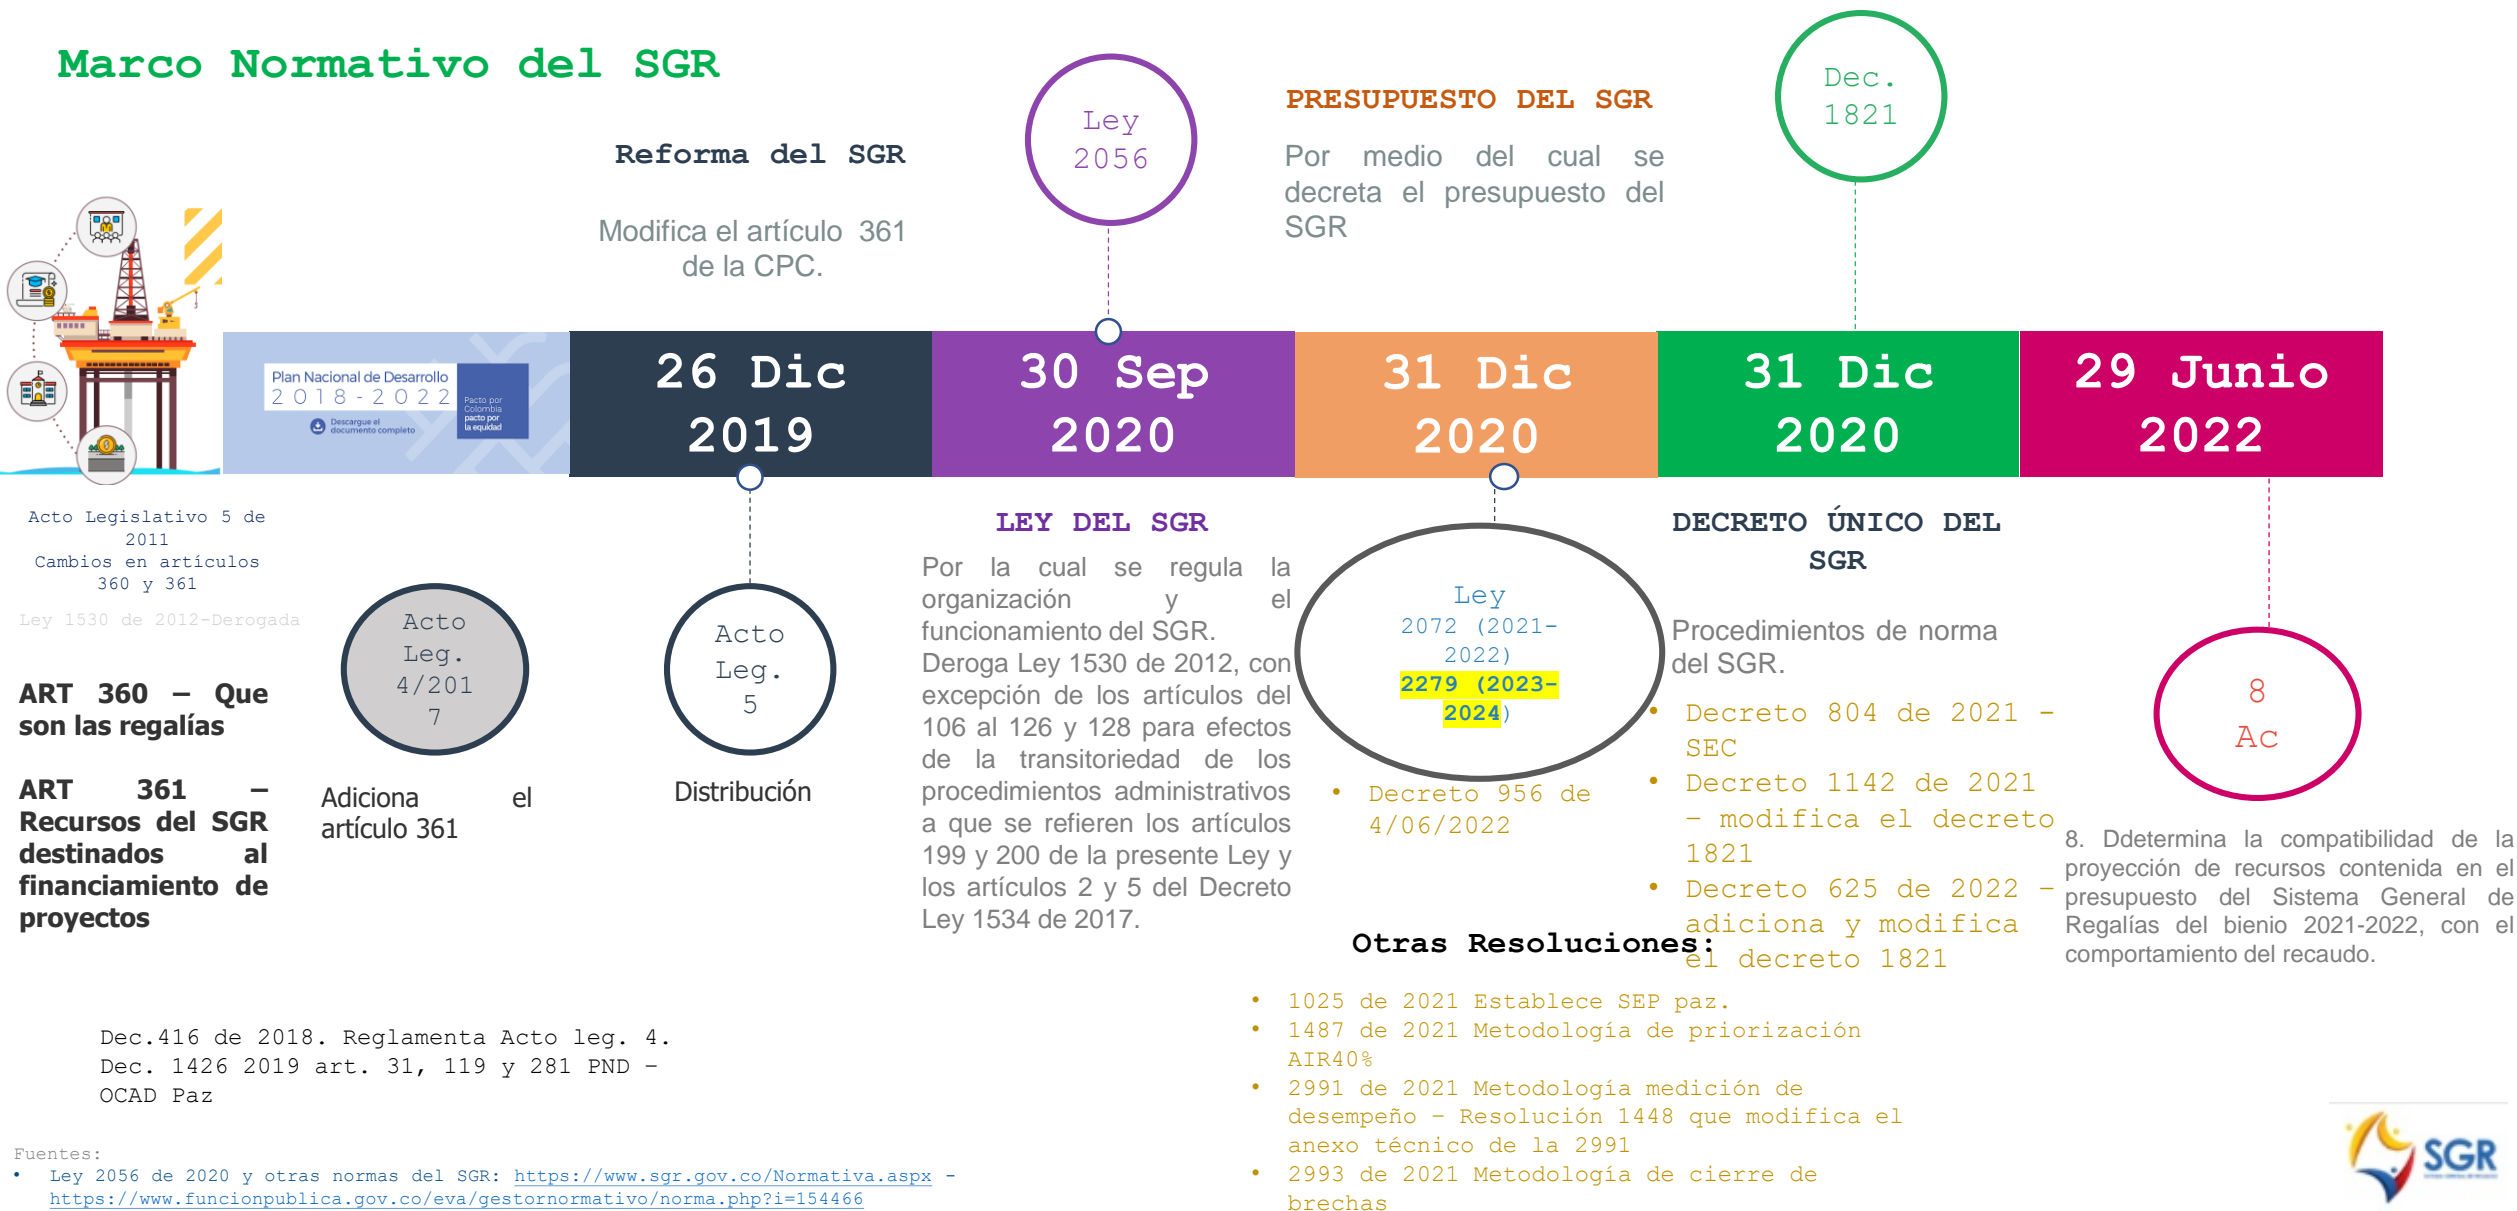 Marco Normativo del SGR
Reforma del SGR
Modifica el artículo 361
de la CPC.
Ley
2056
PRESUPUESTO DEL SGR
Por medio del cual se
decreta el presupuesto del
SGR
Dec.
1821
Plan Nacional de Desarrollo
2018-2022
Descargue el
documento completo
Pacto por
Colombia
pacto por
la equidad
26 Dic
2019
30 Sep
2020
31 Dic
2020
31 Dic
2020
29 Junio
2022
Acto Legislativo 5 de
2011
Cambios en artículos
360 y 361
Ley 1530 de 2012-Derogada
ART 360 – Que
son las regalías
ART 361 –
Recursos del SGR
destinados al
financiamiento de
proyectos
Acto
Leg.
4/201
7
Adiciona el
artículo 361
Acto
Leg.
5
Distribución
LEY DEL SGR
Por la cual se regula la
organización y el
funcionamiento del SGR.
Deroga Ley 1530 de 2012, con
excepción de los artículos del
106 al 126 y 128 para efectos
de la transitoriedad de los
procedimientos administrativos
a que se refieren los artículos
199 y 200 de la presente Ley y
los artículos 2 y 5 del Decreto
Ley 1534 de 2017.
Ley
2072 (2021-
2022)
2279 (2023-
2024)
• Decreto 956 de
4/06/2022
DECRETO ÚNICO DEL
SGR
Procedimientos de norma
del SGR.
• Decreto 804 de 2021 -
SEC
• Decreto 1142 de 2021
– modifica el decreto
1821
• Decreto 625 de 2022 –
adiciona y modifica
el decreto 1821
8
Ac
8. Ddetermina la compatibilidad de la
proyección de recursos contenida en el
presupuesto del Sistema General de
Regalías del bienio 2021-2022, con el
comportamiento del recaudo.
Otras Resoluciones:
• 1025 de 2021 Establece SEP paz.
• 1487 de 2021 Metodología de priorización
AIR40%
• 2991 de 2021 Metodología medición de
desempeño – Resolución 1448 que modifica el
anexo técnico de la 2991
• 2993 de 2021 Metodología de cierre de
brechas
Dec.416 de 2018. Reglamenta Acto leg. 4.
Dec. 1426 2019 art. 31, 119 y 281 PND –
OCAD Paz
Fuentes:
• Ley 2056 de 2020 y otras normas del SGR: https://www.sgr.gov.co/Normativa.aspx -
https://www.funcionpublica.gov.co/eva/gestornormativo/norma.php?i=154466
SGR